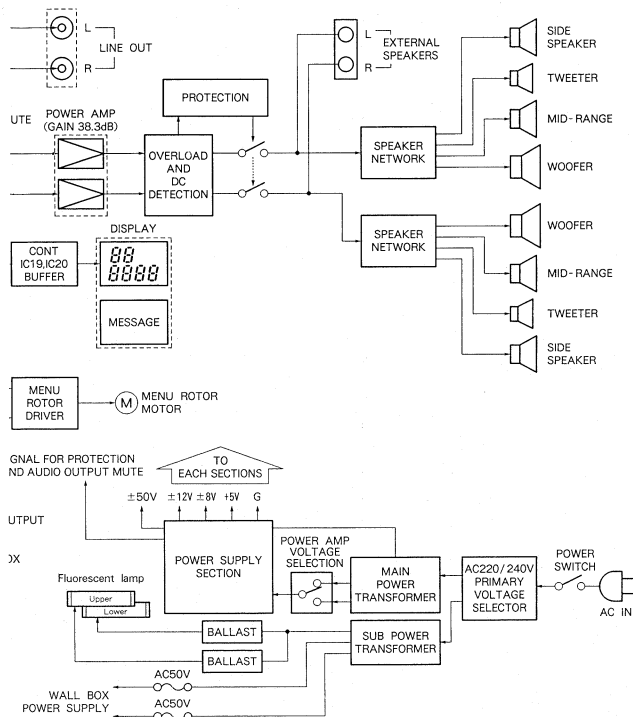 L
LINE OUT
R
L
EXTERNAL
SPEAKERS
R
SIDE
SPEAKER
TWEETER
MID-RANGE
WOOFER
PROTECTION
UTE
POWER AMP
(GAIN 38.3dB)
OVERLOAD
AND
DC
DETECTION
SPEAKER
NETWORK
SPEAKER
NETWORK
WOOFER
MID-RANGE
TWEETER
SIDE
SPEAKER
DISPLAY
CONT
IC19,IC20
BUFFER
88
8888
MESSAGE
MENU
ROTOR
DRIVER
M
MENU ROTOR
MOTOR
GNAL FOR PROTECTION
ND AUDIO OUTPUT MUTE
TO
EACH SECTIONS
±50V ±12V ±8V +5V G
UTPUT
OX
POWER SUPPLY
SECTION
POWER AMP
VOLTAGE
SELECTION
MAIN
POWER
TRANSFORMER
AC220/240V
PRIMARY
VOLTAGE
SELECTOR
POWER
SWITCH
AC IN
Fluorescent lamp
Upper
Lower
BALLAST
BALLAST
SUB POWER
TRANSFORMER
AC50V
WALL BOX
POWER SUPPLY
AC50V